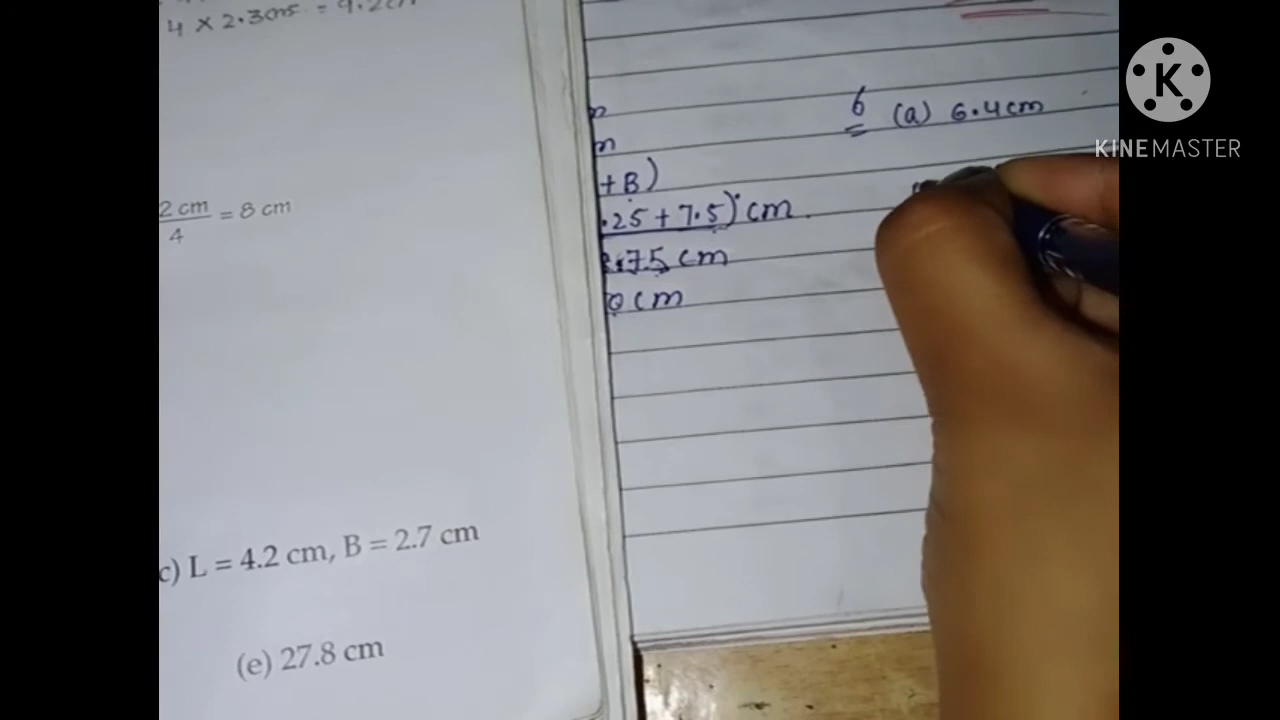 4 × 2.3cm = 9.2cm
2 cm
4
= 8 cm
c) L = 4.2 cm, B = 2.7 cm
(e) 27.8 cm
+ B)
.25 + 7.5) cm
.75 cm
0 cm
6 (a) 6.4cm
K
KINEMASTER